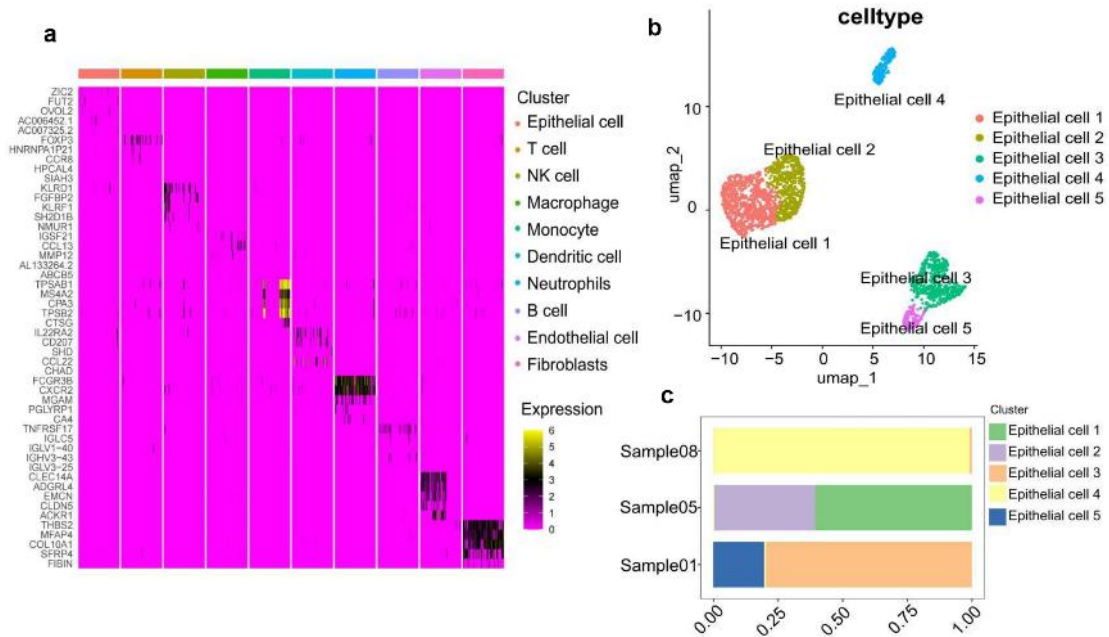 a
ZIC2
FUT2
OVOL2
AC006452.1
AC007325.2
FOXP3
HNRNPA1P21
CCR8
HPCAL4
SIAH3
KLRD1
FGFBP2
KLRF1
SH2D1B
NMUR1
IGSF21
CCL13
MMP12
AL133264.2
ABCB5
TPSAB1
MS4A2
CPA3
TPSB2
CTSG
IL22RA2
CD207
SHD
CCL22
CHAD
FCGR3B
CXCR2
MGAM
PGLYRP1
CA4
TNFRSF17
IGLC5
IGLV1-40
IGHV3-43
IGLV3-25
CLEC14A
ADGRL4
EMCN
CLDN5
ACKR1
THBS2
MFAP4
COL10A1
SFRP4
FIBIN
Cluster
Epithelial cell
T cell
NK cell
Macrophage
Monocyte
Dendritic cell
Neutrophils
B cell
Endothelial cell
Fibroblasts
Expression
6
5
4
3
2
1
0
b
celltype
Epithelial cell 4
Epithelial cell 2
Epithelial cell 1
Epithelial cell 3
Epithelial cell 5
10
0
−10
umap_2
−10
−5
0
5
10
15
umap_1
Epithelial cell 1
Epithelial cell 2
Epithelial cell 3
Epithelial cell 4
Epithelial cell 5
c
Sample08
Sample05
Sample01
0.00
0.25
0.50
0.75
1.00
Cluster
Epithelial cell 1
Epithelial cell 2
Epithelial cell 3
Epithelial cell 4
Epithelial cell 5